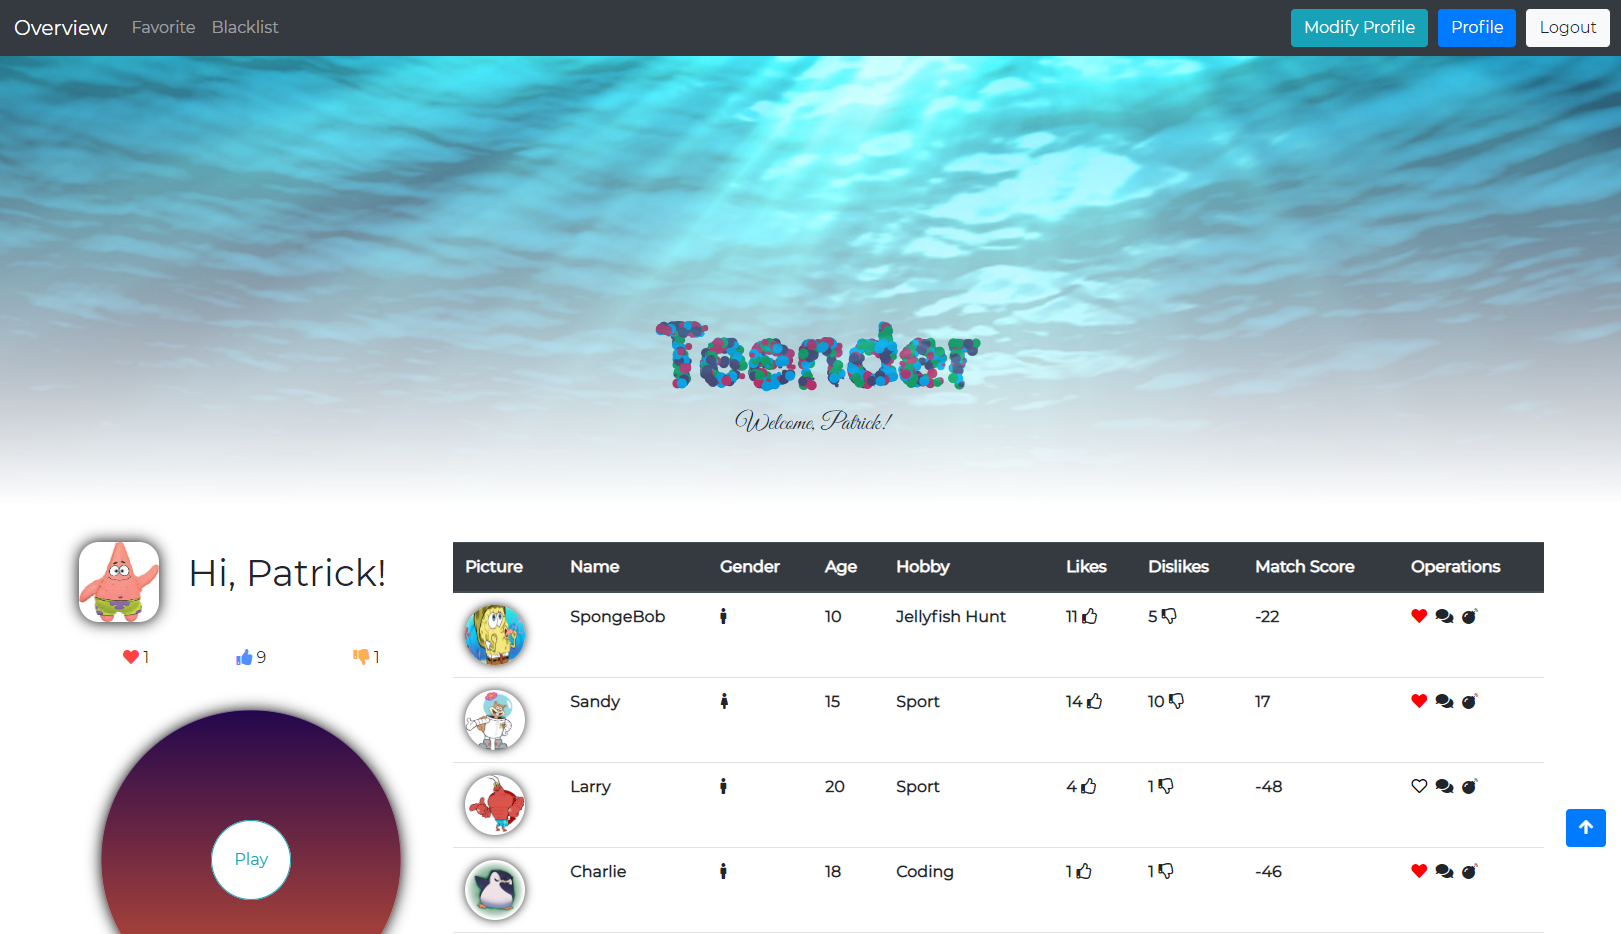 Overview Favorite Blacklist Modify Profile Profile Logout
Toender
Welcome, Patrick!
Hi, Patrick!
1 9 1
Play
Picture Name Gender Age Hobby Likes Dislikes Match Score Operations
SpongeBob 10 Jellyfish Hunt 11 5 -22
Sandy 15 Sport 14 10 17
Larry 20 Sport 4 1 -48
Charlie 18 Coding 1 1 -46